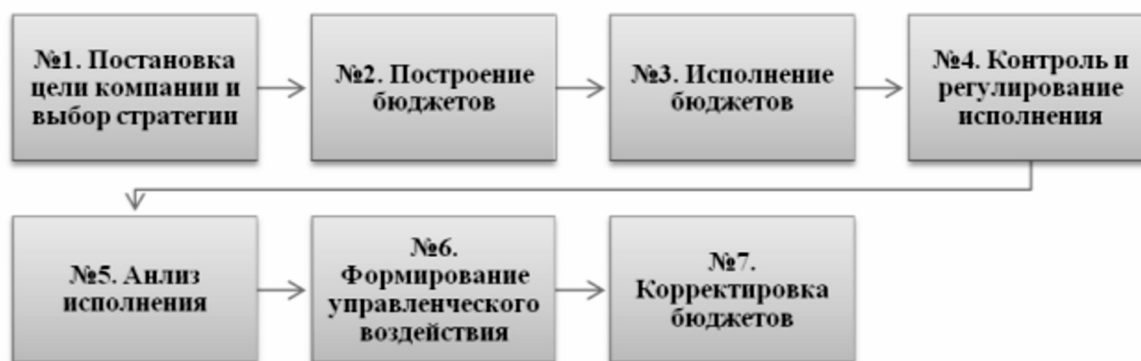 №1. Постановка
цели компании и
выбор стратегии
№2. Построение
бюджетов
№3. Исполнение
бюджетов
№4. Контроль и
регулирование
исполнения
№5. Анлиз
исполнения
№6.
Формирование
управленческого
воздействия
№7.
Корректировка
бюджетов